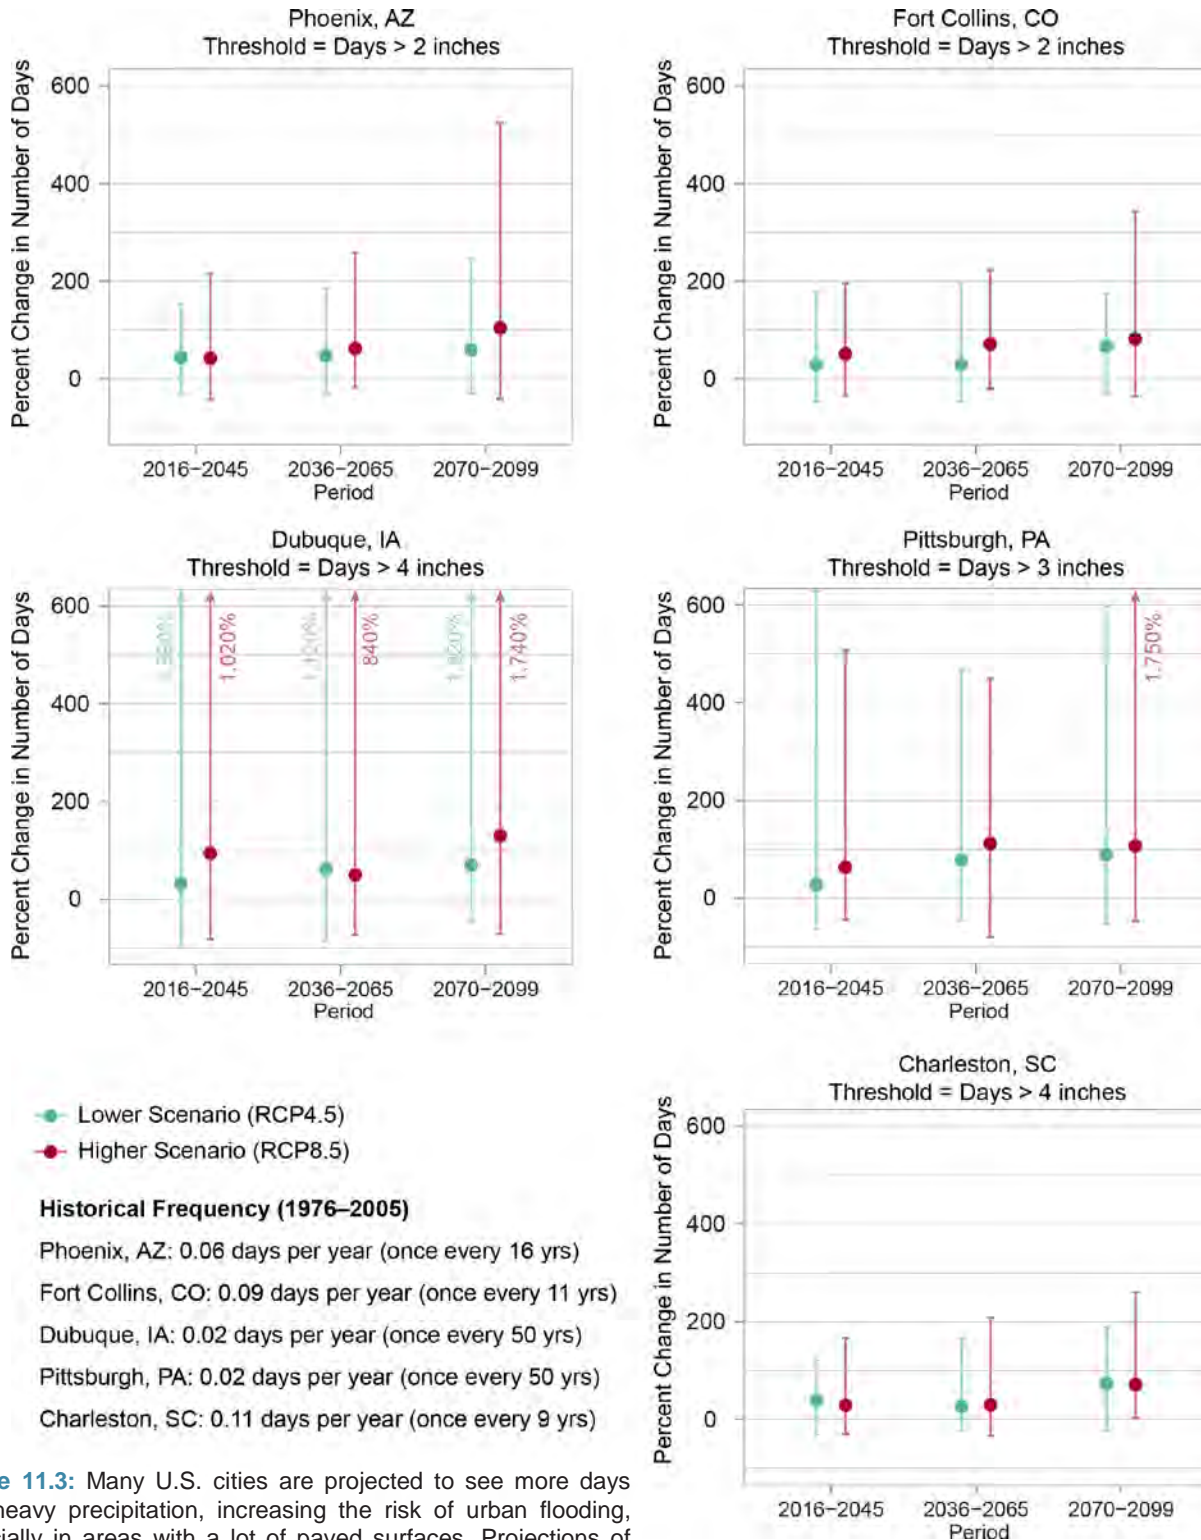 Phoenix, AZ
Threshold = Days > 2 inches
Percent Change in Number of Days
600
400
200
0
2016–2045
2036–2065
2070–2099
Period
Fort Collins, CO
Threshold = Days > 2 inches
Percent Change in Number of Days
600
400
200
0
2016–2045
2036–2065
2070–2099
Period
Dubuque, IA
Threshold = Days > 4 inches
Percent Change in Number of Days
600
400
200
0
1,020%
840%
1,820%
1,740%
2016–2045
2036–2065
2070–2099
Period
Pittsburgh, PA
Threshold = Days > 3 inches
Percent Change in Number of Days
600
400
200
0
1,750%
2016–2045
2036–2065
2070–2099
Period
Lower Scenario (RCP4.5)
Higher Scenario (RCP8.5)
Historical Frequency (1976–2005)
Phoenix, AZ: 0.06 days per year (once every 16 yrs)
Fort Collins, CO: 0.09 days per year (once every 11 yrs)
Dubuque, IA: 0.02 days per year (once every 50 yrs)
Pittsburgh, PA: 0.02 days per year (once every 50 yrs)
Charleston, SC: 0.11 days per year (once every 9 yrs)
Charleston, SC
Threshold = Days > 4 inches
Percent Change in Number of Days
600
400
200
0
2016–2045
2036–2065
2070–2099
Period
e 11.3: Many U.S. cities are projected to see more days
heavy precipitation, increasing the risk of urban flooding,
cially in areas with a lot of paved surfaces. Projections of